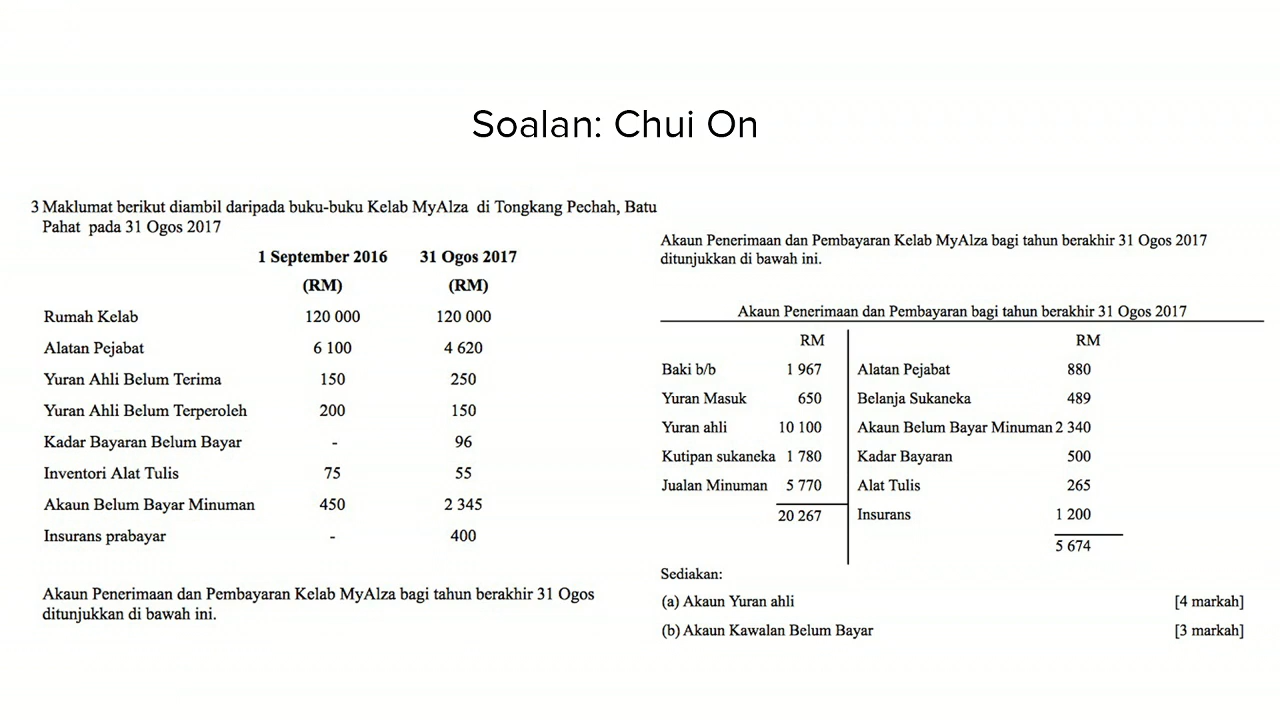 Soalan: Chui On
3 Maklumat berikut diambil daripada buku-buku Kelab MyAlza di Tongkang Pechah, Batu
Pahat pada 31 Ogos 2017
1 September 2016 31 Ogos 2017
(RM) (RM)
Rumah Kelab 120 000 120 000
Alatan Pejabat 6 100 4 620
Yuran Ahli Belum Terima 150 250
Yuran Ahli Belum Terperoleh 200 150
Kadar Bayaran Belum Bayar - 96
Inventori Alat Tulis 75 55
Akaun Belum Bayar Minuman 450 2 345
Insurans prabayar - 400
Akaun Penerimaan dan Pembayaran Kelab MyAlza bagi tahun berakhir 31 Ogos
ditunjukkan di bawah ini.
Akaun Penerimaan dan Pembayaran Kelab MyAlza bagi tahun berakhir 31 Ogos 2017
ditunjukkan di bawah ini.
Akaun Penerimaan dan Pembayaran bagi tahun berakhir 31 Ogos 2017
RM RM
Baki b/b 1 967 Alatan Pejabat 880
Yuran Masuk 650 Belanja Sukaneka 489
Yuran ahli 10 100 Akaun Belum Bayar Minuman 2 340
Kutipan sukaneka 1 780 Kadar Bayaran 500
Jualan Minuman 5 770 Alat Tulis 265
20 267 Insurans 1 200
5 674
Sediakan:
(a) Akaun Yuran ahli [4 markah]
(b) Akaun Kawalan Belum Bayar [3 markah]